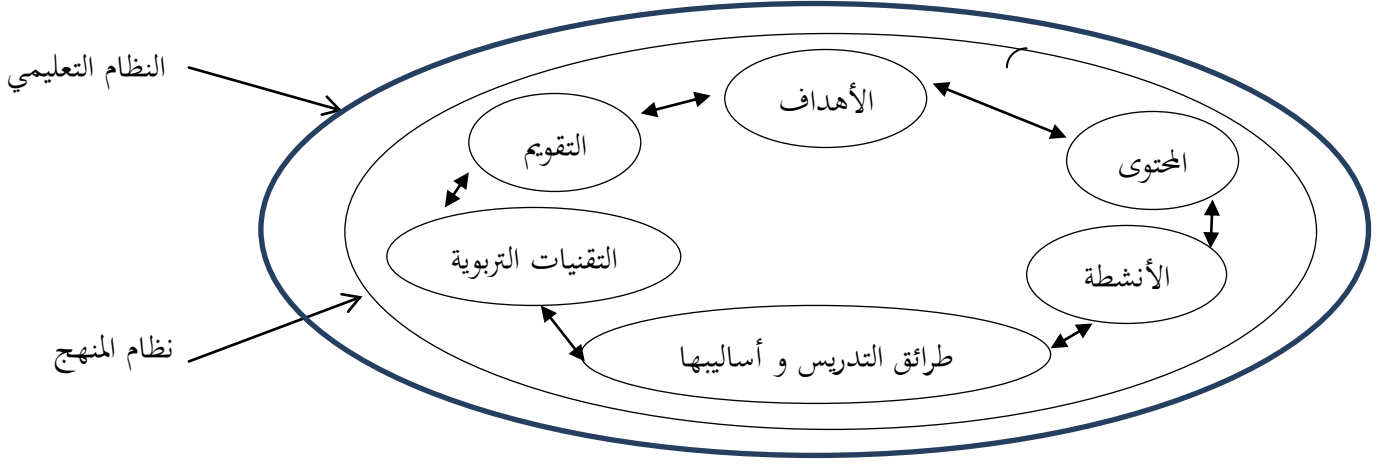 النظام التعليمي
الأهداف
التقويم
المحتوى
التقنيات التربوية
الأنشطة
طرائق التدريس و أساليبها
نظام المنهج